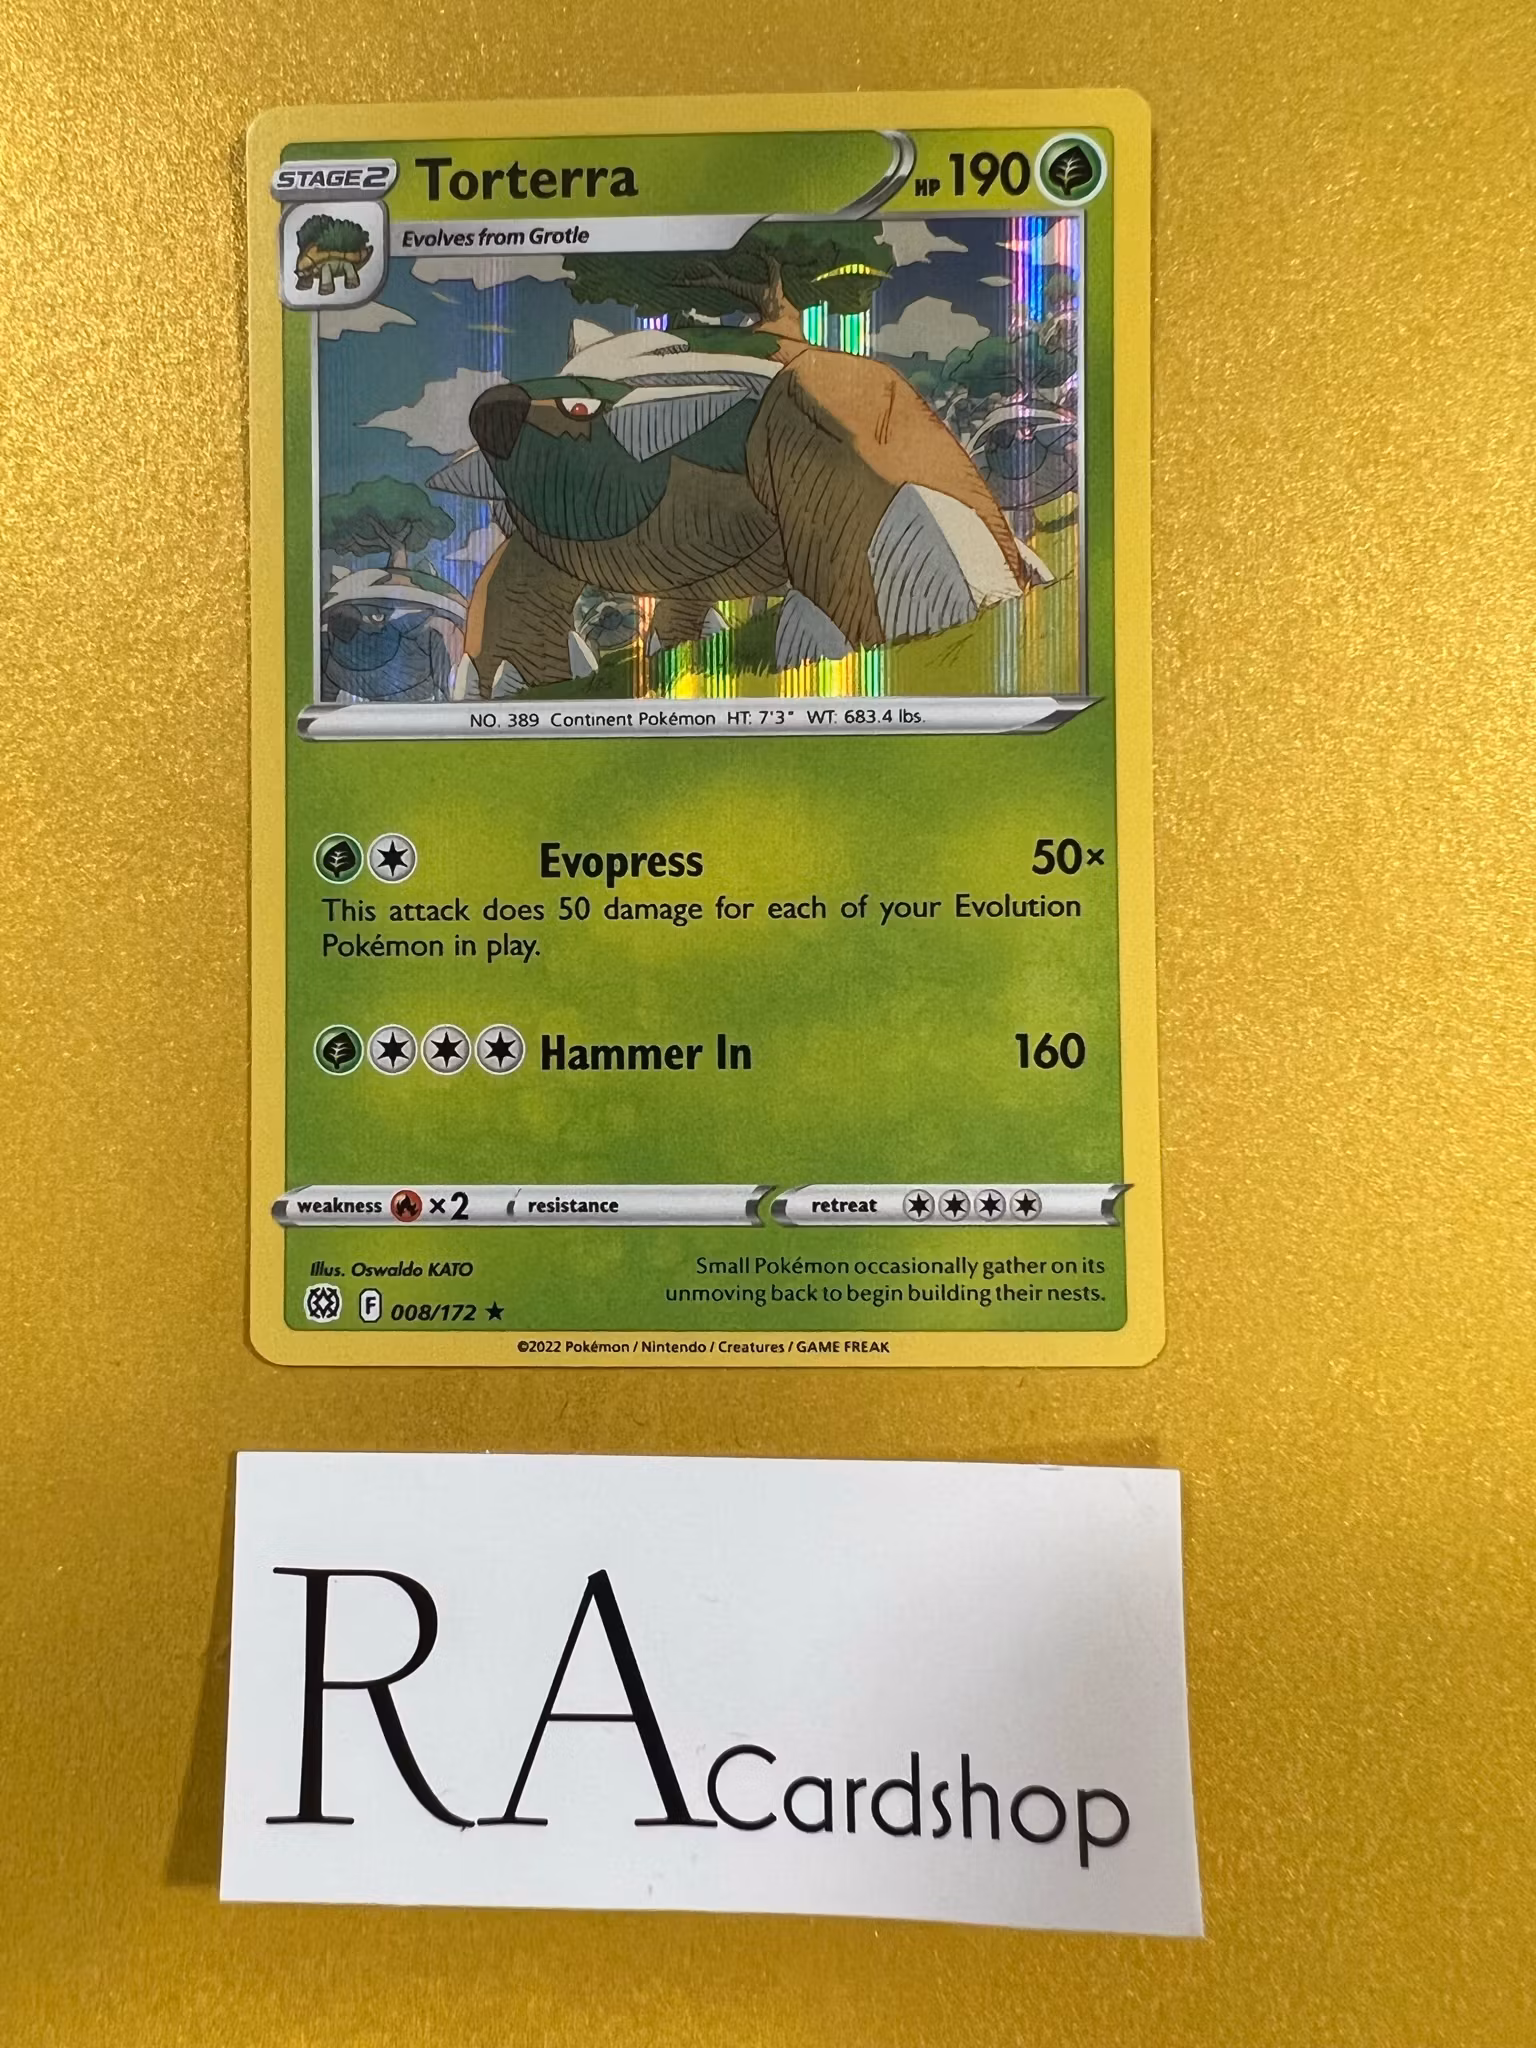 STAGE2
Torterra
HP 190
Evolves from Grotle
NO. 389 Continent Pokémon HT: 7'3" WT: 683.4 lbs.
Evopress 50×
This attack does 50 damage for each of your Evolution
Pokémon in play.
Hammer In 160
weakness ×2 resistance retreat
Illus. Oswaldo KATO
F 008/172
Small Pokémon occasionally gather on its
unmoving back to begin building their nests.
©2022 Pokémon / Nintendo / Creatures / GAME FREAK
RA Cardshop